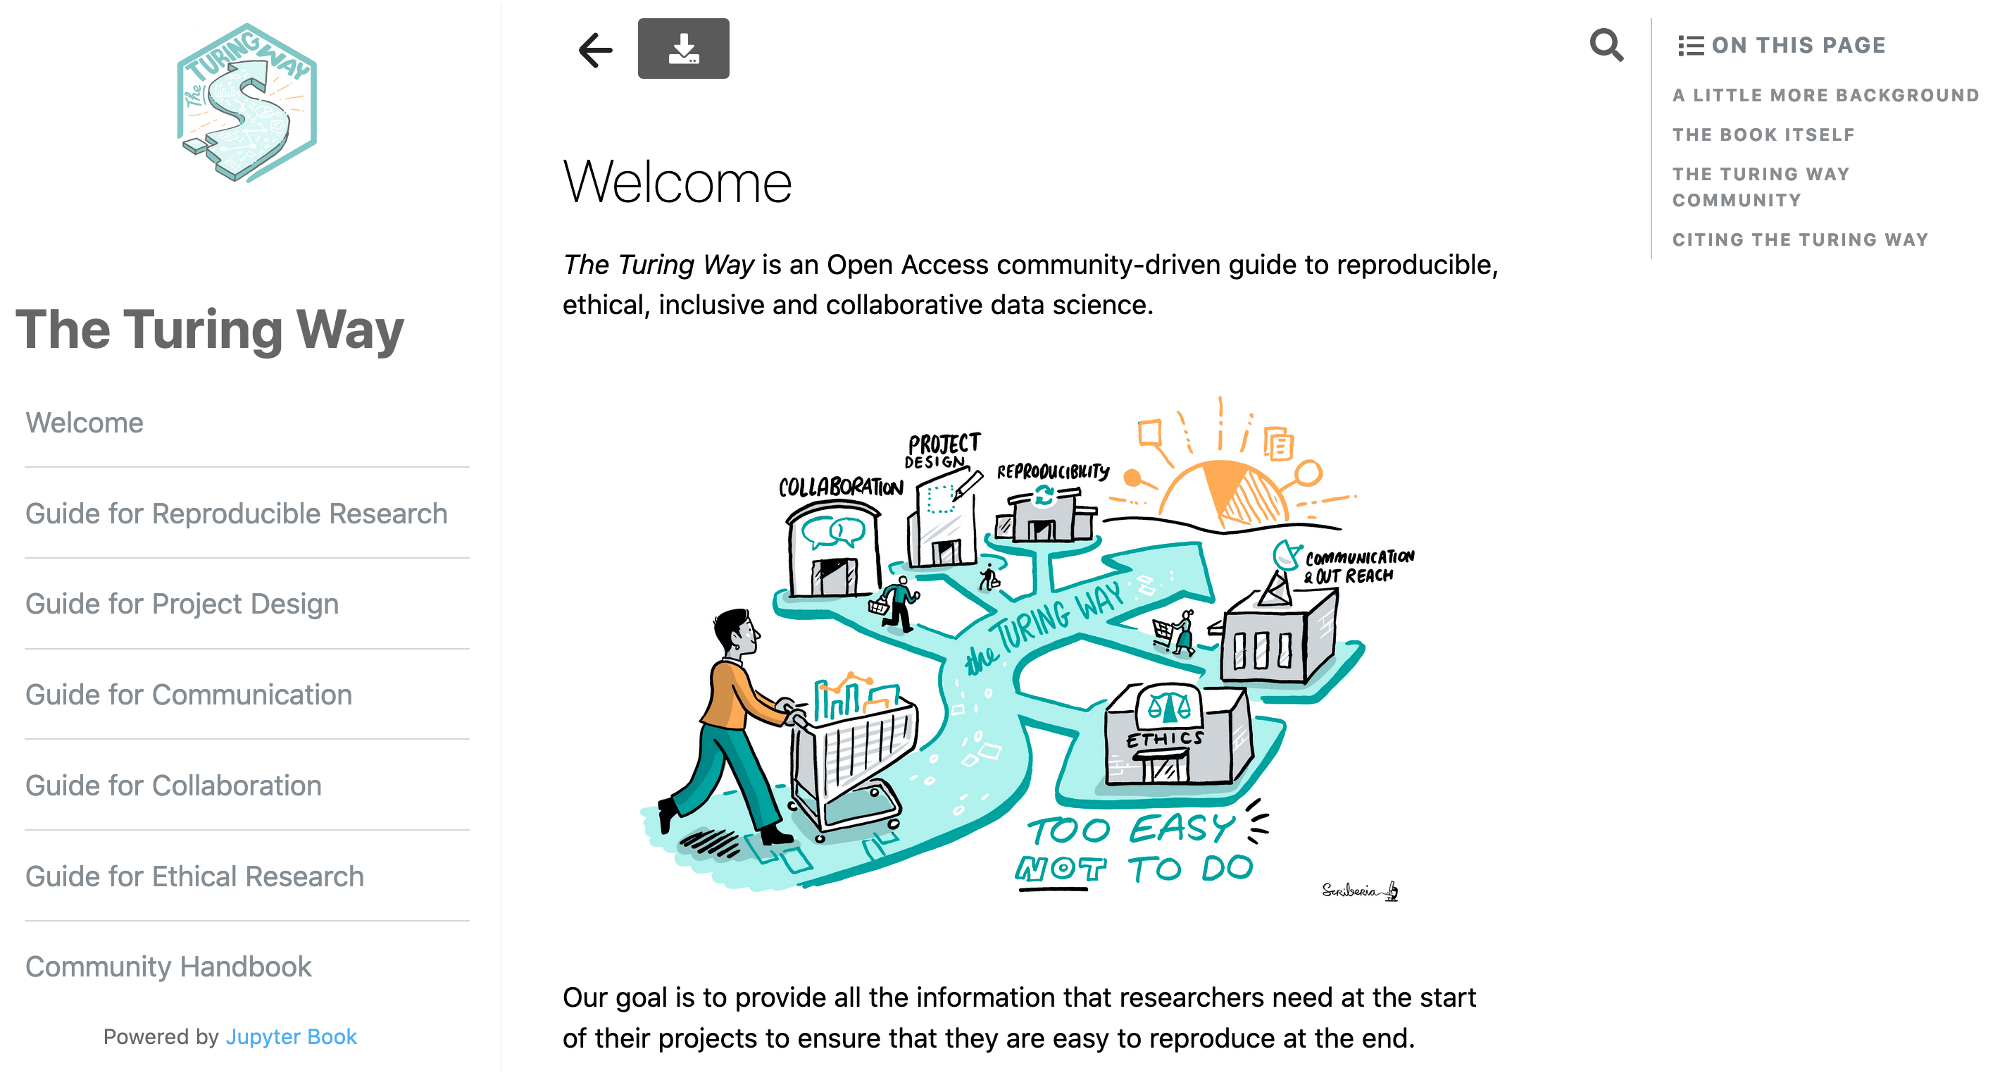 The TURING WAY
The Turing Way
Welcome
Guide for Reproducible Research
Guide for Project Design
Guide for Communication
Guide for Collaboration
Guide for Ethical Research
Community Handbook
Powered by Jupyter Book
Welcome
The Turing Way is an Open Access community-driven guide to reproducible,
ethical, inclusive and collaborative data science.
PROJECT
DESIGN
COLLABORATION
REPRODUCIBILITY
COMMUNICATION
& OUT REACH
the TURING WAY
ETHICS
TOO EASY
NOT TO DO
Scriberia
Our goal is to provide all the information that researchers need at the start
of their projects to ensure that they are easy to reproduce at the end.
ON THIS PAGE
A LITTLE MORE BACKGROUND
THE BOOK ITSELF
THE TURING WAY
COMMUNITY
CITING THE TURING WAY